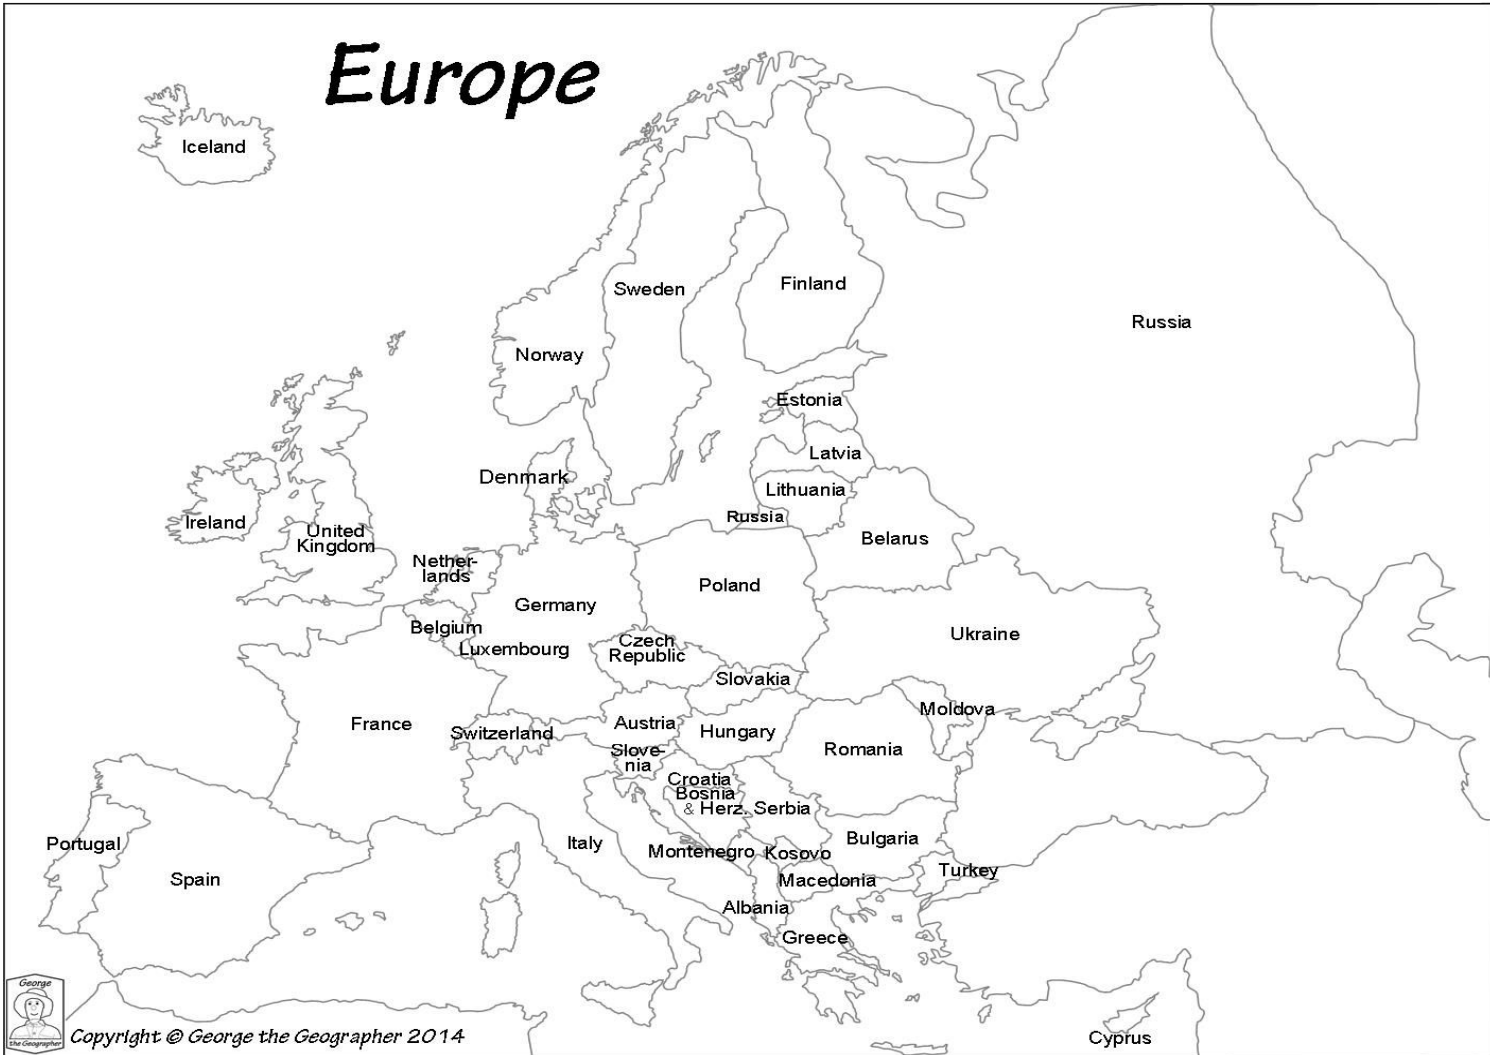 Europe
Iceland
Finland
Sweden
Russia
Norway
Estonia
Latvia
Denmark
Lithuania
Russia
Ireland
United
Kingdom
Belarus
Nether-
lands
Poland
Germany
Belgium
Ukraine
Czech
Republic
Luxembourg
Slovakia
Moldova
France
Switzerland
Austria
Hungary
Romania
Slove-
nia
Croatia
Bosnia
& Herz.
Serbia
Bulgaria
Portugal
Italy
Montenegro
Kosovo
Turkey
Spain
Macedonia
Albania
Greece
George
the Geographer
Copyright © George the Geographer 2014
Cyprus